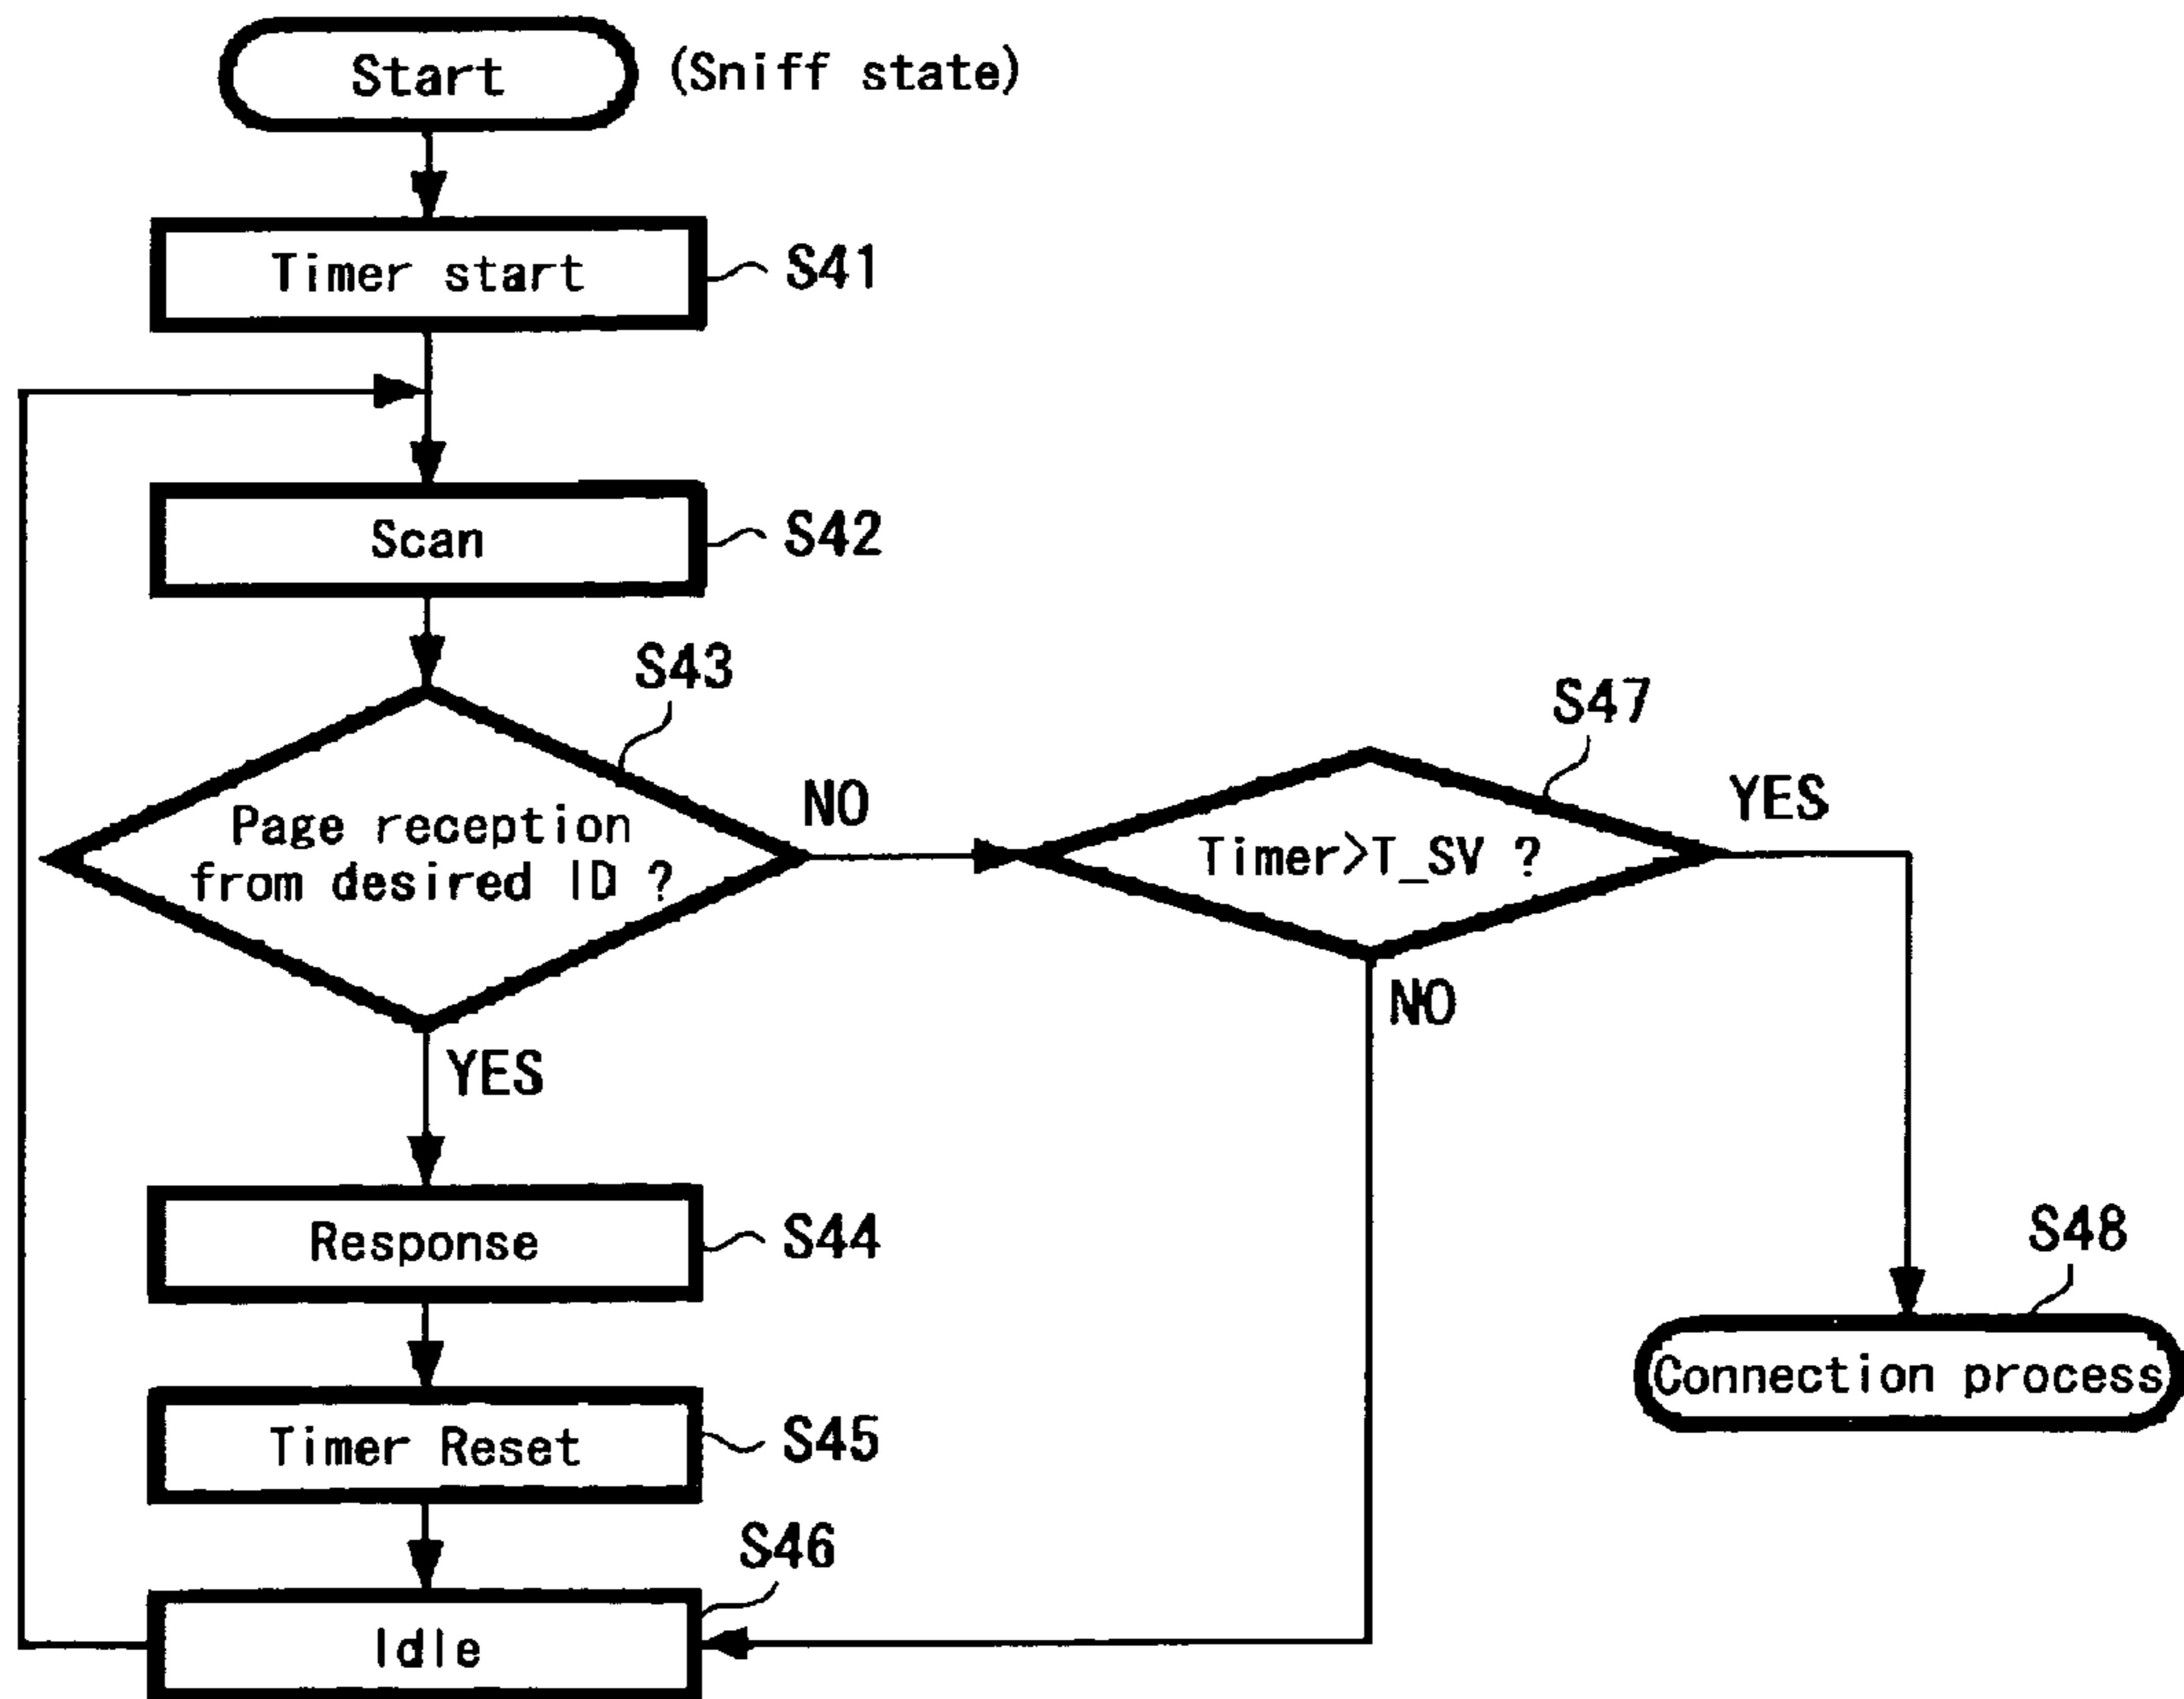 Start (Sniff state)
Timer start S41
Scan S42
S43
Page reception
from desired ID ?
NO
YES
S47
Timer>T_SV ?
YES
NO
Response S44
Timer Reset S45
S46
Idle
S48
Connection process